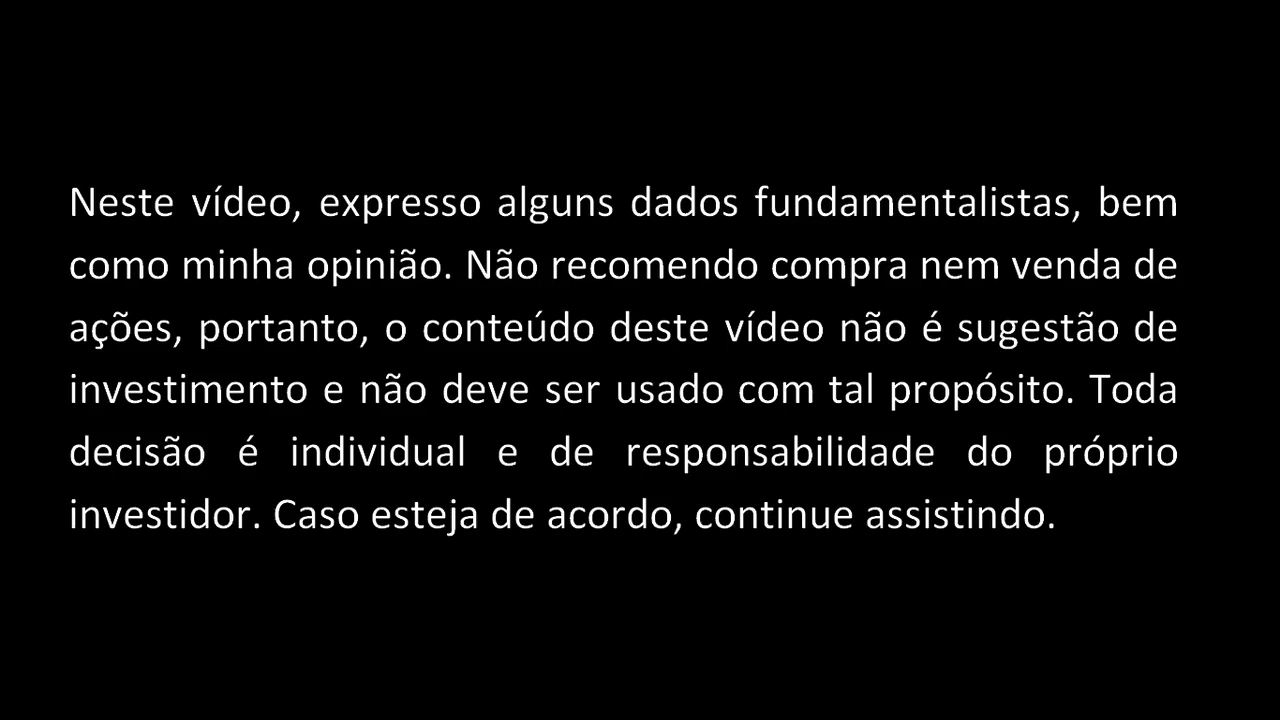 Neste vídeo, expresso alguns dados fundamentalistas, bem
como minha opinião. Não recomendo compra nem venda de
ações, portanto, o conteúdo deste vídeo não é sugestão de
investimento e não deve ser usado com tal propósito. Toda
decisão é individual e de responsabilidade do próprio
investidor. Caso esteja de acordo, continue assistindo.